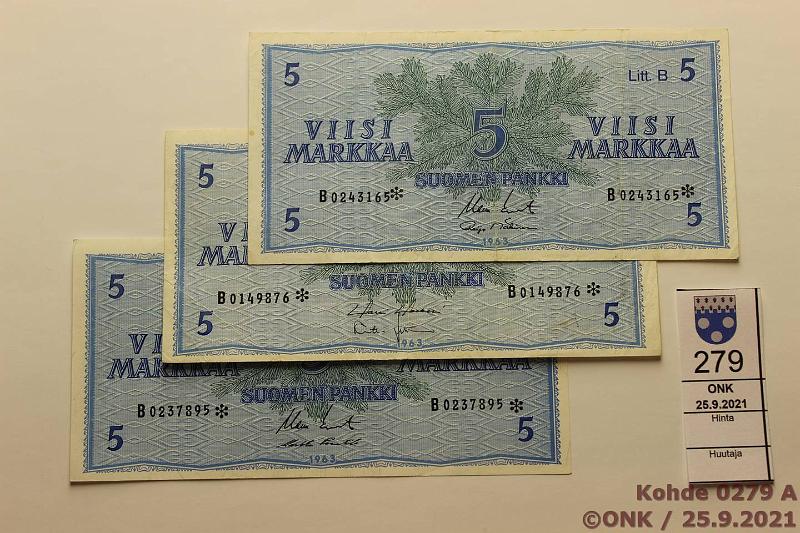 5 Litt. B 5
VIISI 5 VIISI
MARKKAA MARKKAA
SUOMEN PANKKI
B0243165* B0243165*
5 5
1963
5
SUOMEN PANKKI
B0149876* B0149876*
5 5
1963
5
VIISI
MARKKAA
SUOMEN PANKKI
B0237895* B0237895*
5 5
1963
279
ONK
25.9.2021
Hinta
Huutaja
Kohde 0279 A
©ONK / 25.9.2021